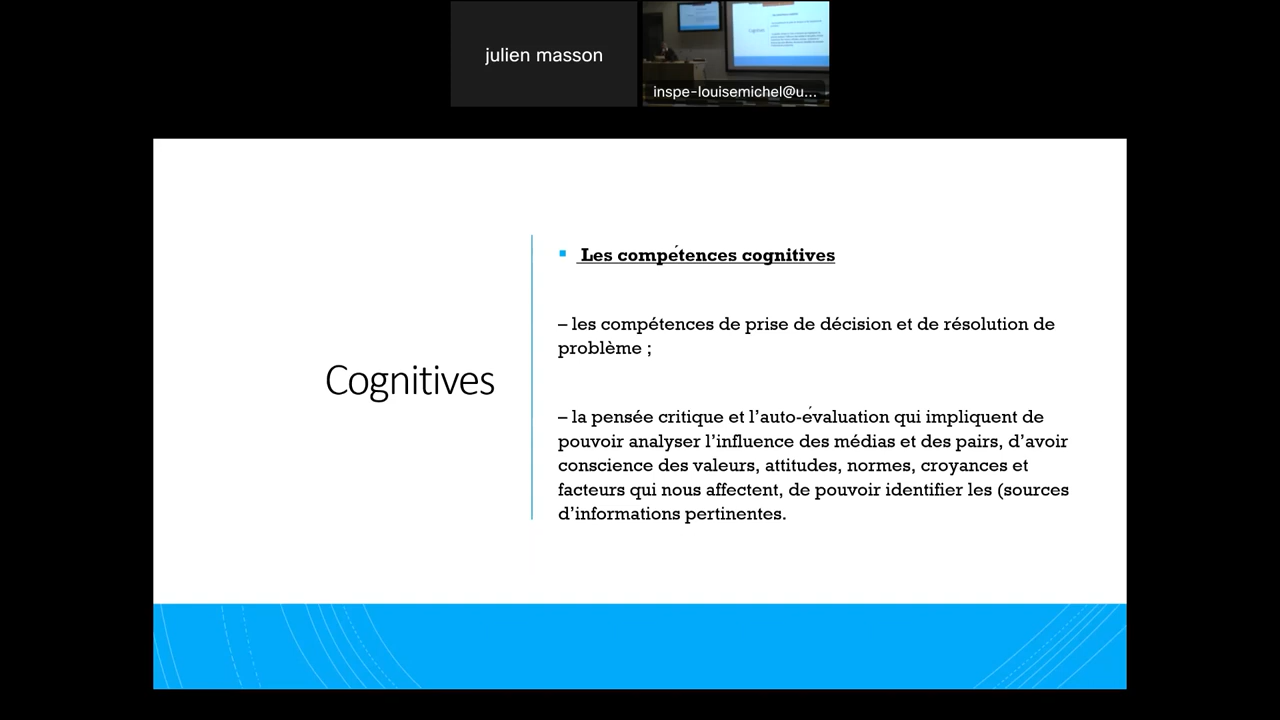 julien masson
inspe-louisemichel@u...
Cognitives
Les compétences cognitives
– les compétences de prise de décision et de résolution de
problème ;
– la pensée critique et l’auto-évaluation qui impliquent de
pouvoir analyser l’influence des médias et des pairs, d’avoir
conscience des valeurs, attitudes, normes, croyances et
facteurs qui nous affectent, de pouvoir identifier les (sources
d’informations pertinentes.